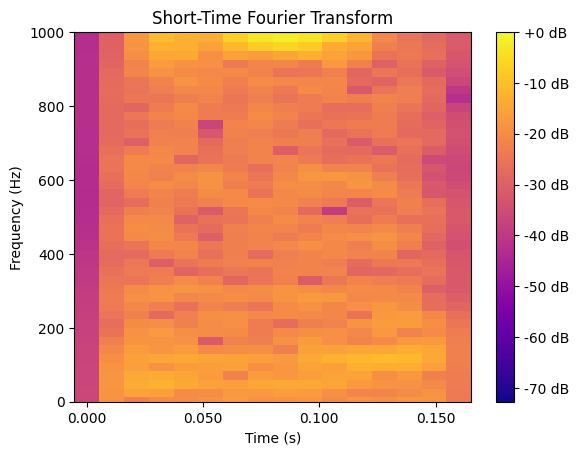 Short-Time Fourier Transform
Frequency (Hz)
1000
800
600
400
200
0
0.000
0.050
0.100
0.150
Time (s)
+0 dB
-10 dB
-20 dB
-30 dB
-40 dB
-50 dB
-60 dB
-70 dB